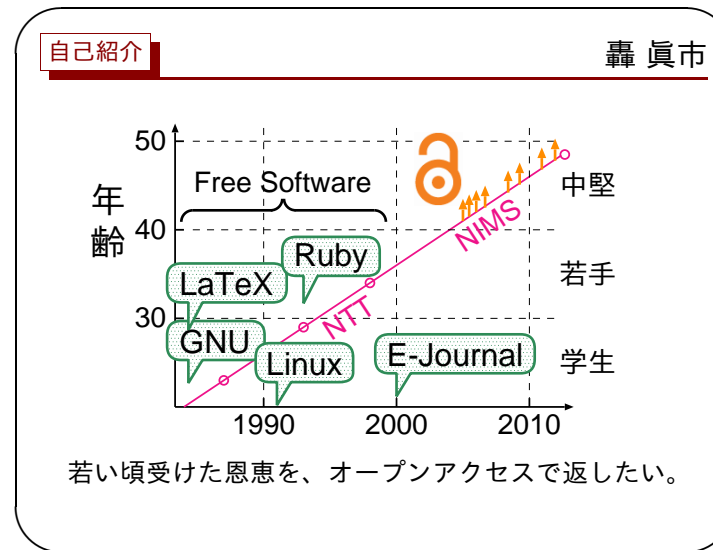 自己紹介
轟 眞市
50
40
30
年
齢
Free Software
Ruby
LaTeX
GNU
Linux
E-Journal
NTT
NIMS
中堅
若手
学生
1990 2000 2010
若い頃受けた恩恵を、オープンアクセスで返したい。